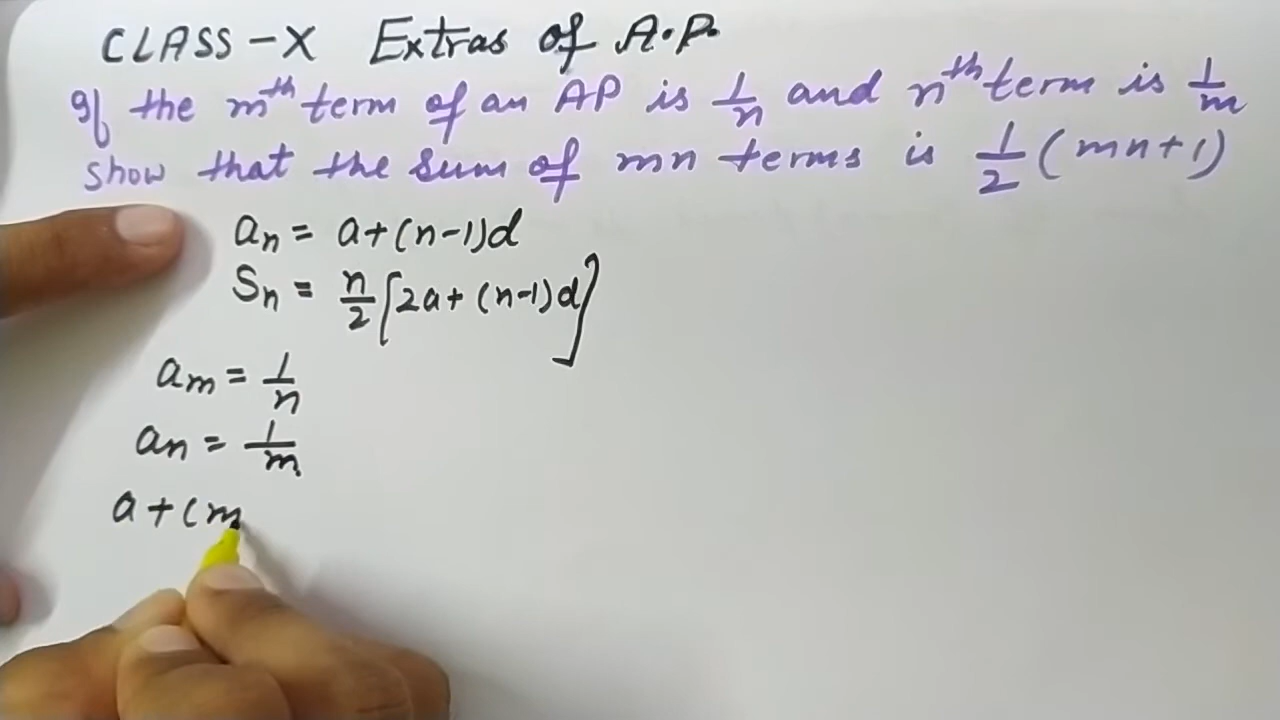 CLASS-X Extras of A.P.
If the mth term of an AP is 1/n and nth term is 1/m
show that the sum of mn terms is 1/2 (mn+1)
an = a+(n-1)d
Sn = n/2 [2a+(n-1)d]
am = 1/n
an = 1/m
a+(m